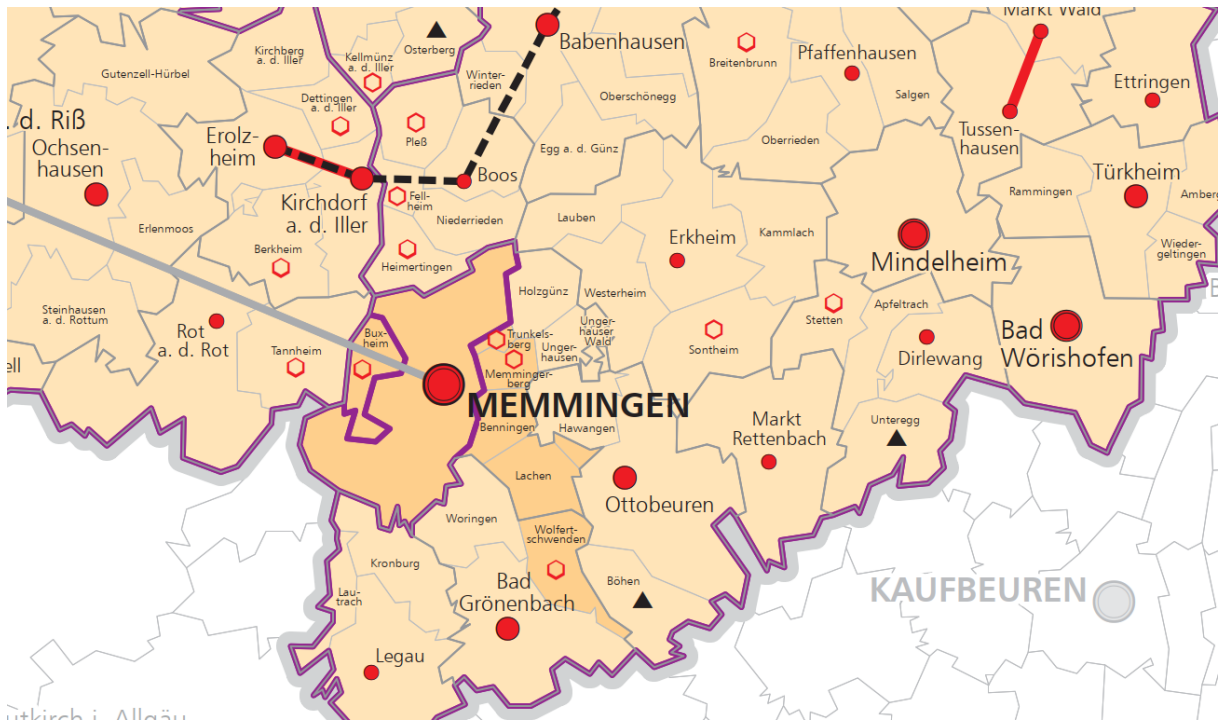 Markt Wald
Babenhausen
Pfaffenhausen
Breitenbrunn
Kirchberg
a. d. Iller
Kellmünz
a. d. Iller
Osterberg
Winter-
rieden
Gutenzell-Hürbel
Oberschönegg
Salgen
Ettringen
Dettingen
a. d. Iller
. d. Riß
Ochsen-
hausen
Erolz-
heim
Pleß
Egg a. d. Günz
Oberrieden
Tussen-
hausen
Boos
Türkheim
Rammingen
Amberg
Kirchdorf
a. d. Iller
Fell-
heim
Niederrieden
Lauben
Erlenmoos
Erkheim
Kammlach
Mindelheim
Wieder-
geltingen
Berkheim
Heimertingen
Holzgünz
Westerheim
Steinhausen
a. d. Rottum
Apfeltrach
Stetten
Rot
a. d. Rot
Bux-
heim
Trunkels-
berg
Unger-
hausen
Unger-
hauser
Wald
Sontheim
Dirlewang
Bad
Wörishofen
Tannheim
Memminger-
berg
ell
MEMMINGEN
Benningen
Hawangen
Markt
Rettenbach
Unteregg
Lachen
Ottobeuren
Woringen
Wolfert-
schwenden
Kronburg
Böhen
KAUFBEUREN
Lau-
trach
Bad
Grönenbach
Legau
utkirch i. Allgäu